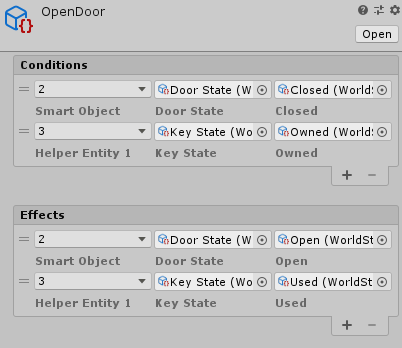 OpenDoor
Open
Conditions
2 Door State (W Closed (WorldS
Smart Object Door State Closed
3 Key State (Wo Owned (WorldS
Helper Entity 1 Key State Owned
+ −
Effects
2 Door State (W Open (WorldSt
Smart Object Door State Open
3 Key State (Wo Used (WorldSt
Helper Entity 1 Key State Used
+ −